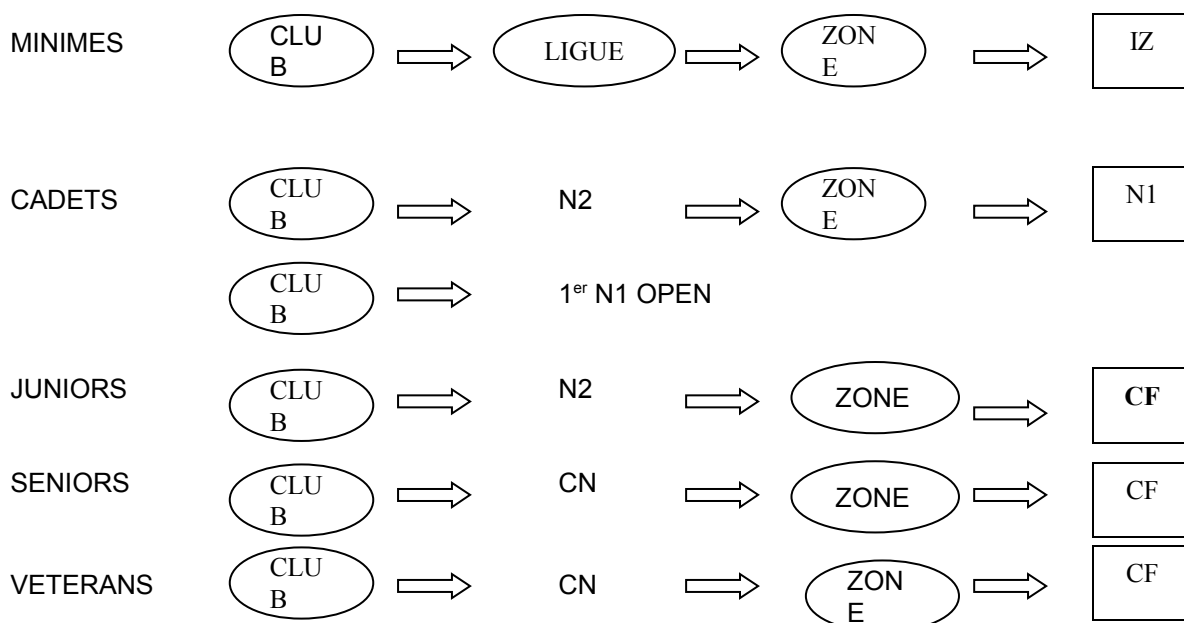 MINIMES CLU B LIGUE ZON E IZ
CADETS CLU B N2 ZON E N1
CLU B 1er N1 OPEN
JUNIORS CLU B N2 ZONE CF
SENIORS CLU B CN ZONE CF
VETERANS CLU B CN ZON E CF